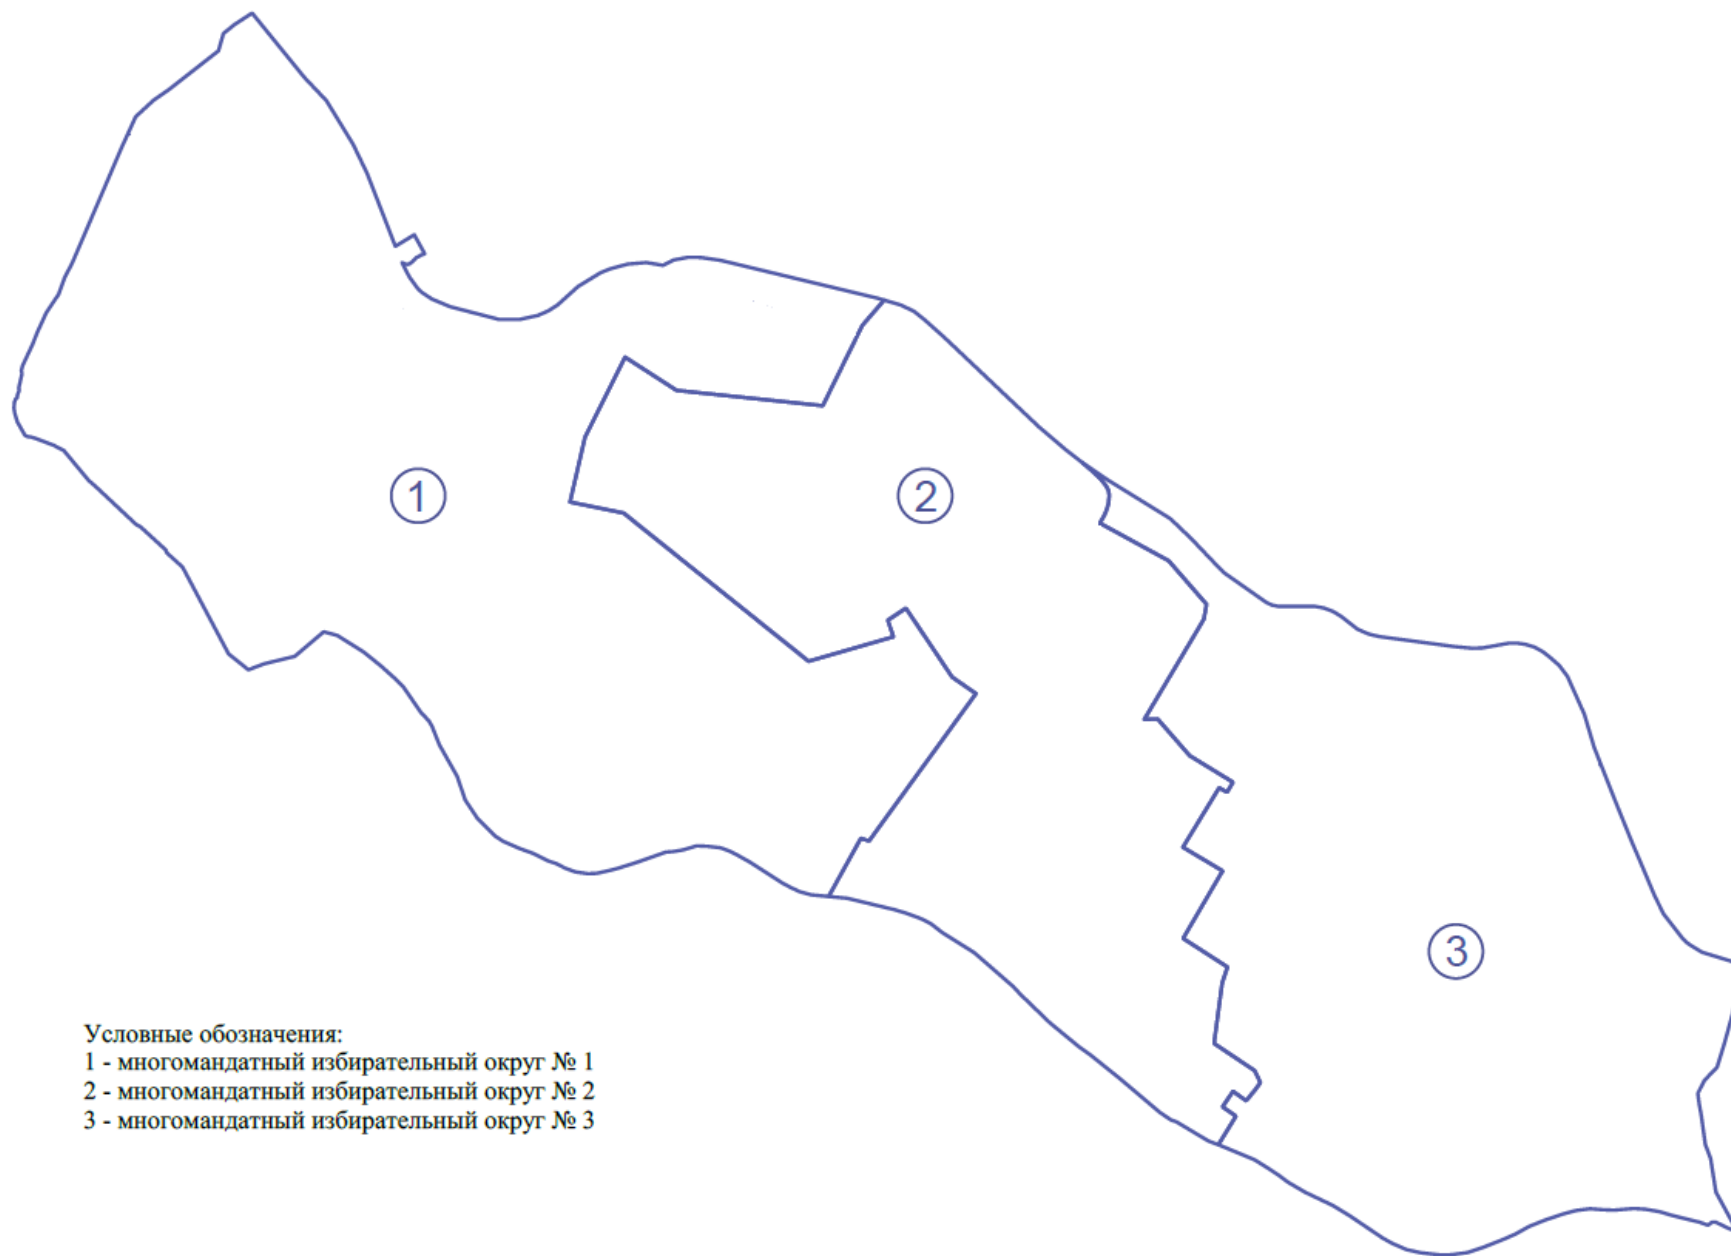 1
2
3
Условные обозначения:
1 - многомандатный избирательный округ № 1
2 - многомандатный избирательный округ № 2
3 - многомандатный избирательный округ № 3